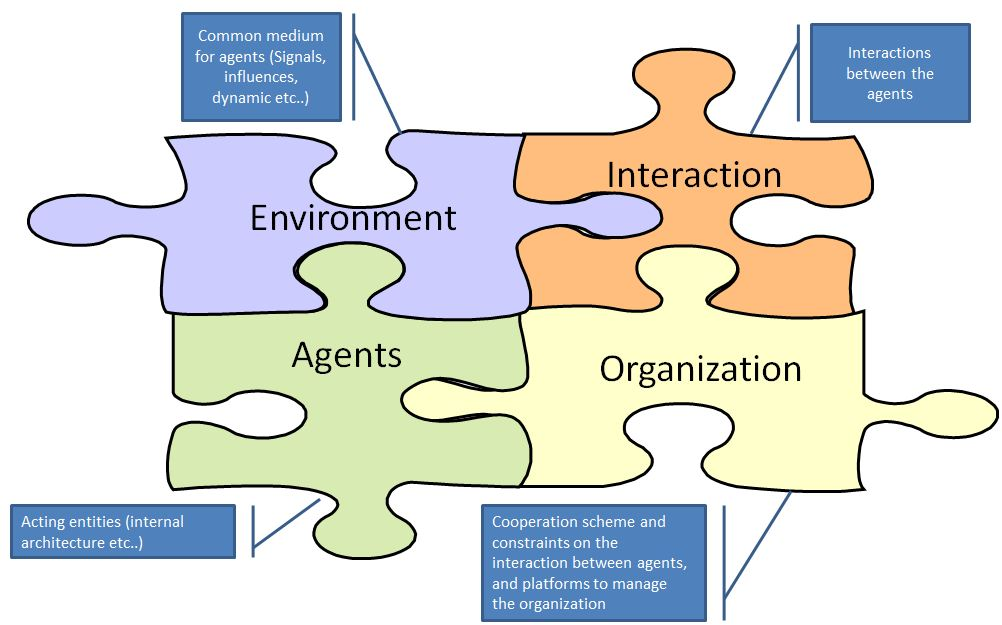 Common medium
for agents (Signals,
influences,
dynamic etc..)
Interactions
between the
agents
Interaction
Environment
Agents
Organization
Acting entities (internal
architecture etc..)
Cooperation scheme and
constraints on the
interaction between agents,
and platforms to manage
the organization